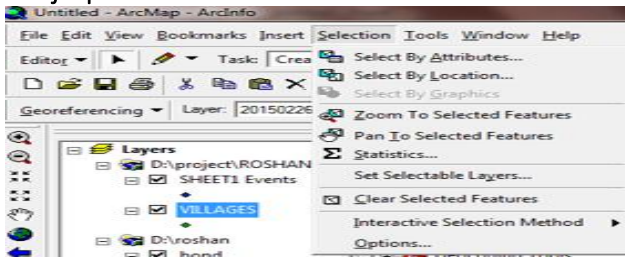 Untitled - ArcMap - ArcInfo
File Edit View Bookmarks Insert Selection Tools Window Help
Editor Task: Crea
Select By Attributes...
Select By Location...
Select By Graphics
Georeferencing Layer: 20150226
Zoom To Selected Features
Pan To Selected Features
Layers
Σ Statistics...
D:\project\ROSHAN
SHEET1 Events
Set Selectable Layers...
Clear Selected Features
VILLAGES
Interactive Selection Method
D:\roshan
Options...